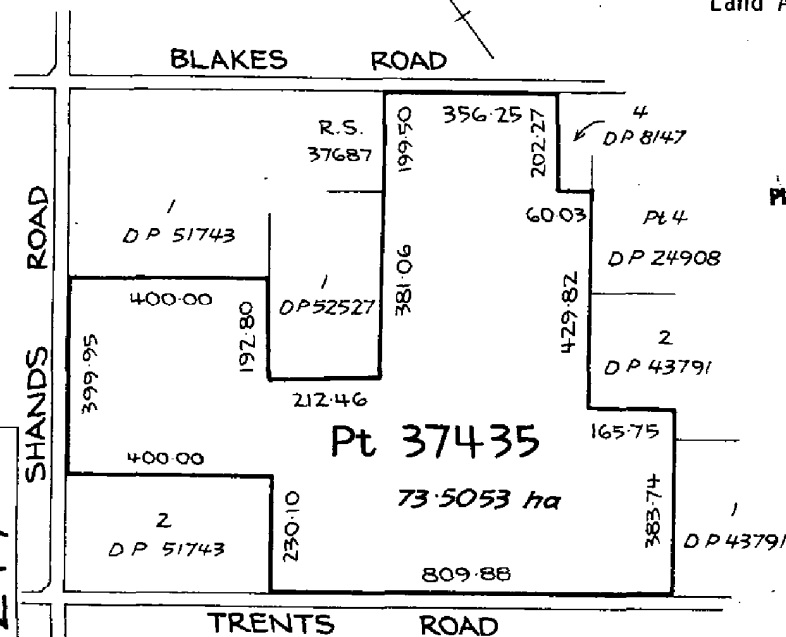 Land
BLAKES ROAD
R.S.
37687
199.50
356.25
202.27
4
DP 8147
60.03
Pt 4
DP 24908
1
DP 51743
SHANDS ROAD
400.00
192.80
1
DP 52527
381.06
429.82
2
DP 43791
399.95
212.46
165.75
Pt 37435
73.5053 ha
400.00
2
DP 51743
230.10
383.74
1
DP 43791
809.88
TRENTS ROAD